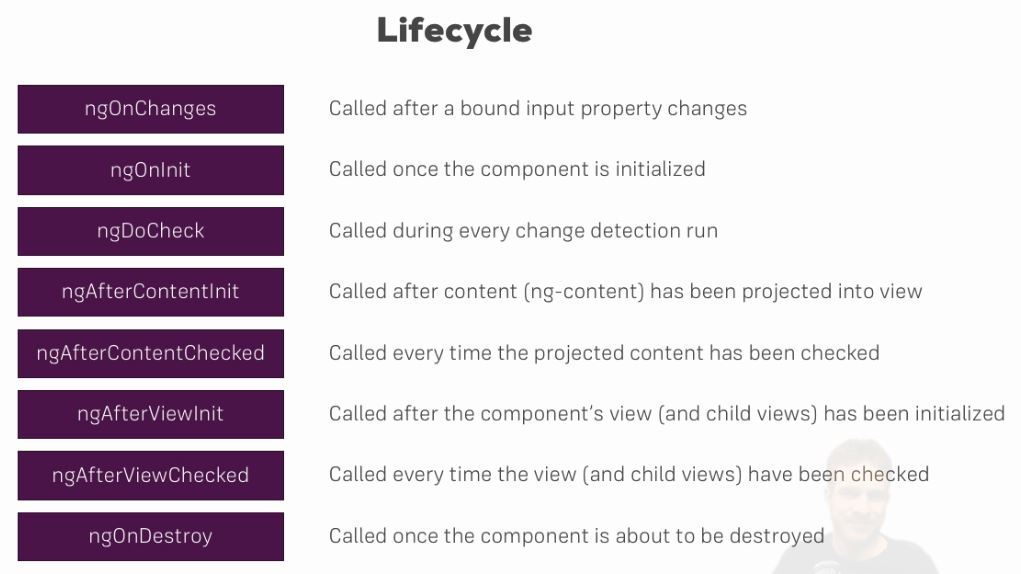 Lifecycle
ngOnChanges Called after a bound input property changes
ngOnInit Called once the component is initialized
ngDoCheck Called during every change detection run
ngAfterContentInit Called after content (ng-content) has been projected into view
ngAfterContentChecked Called every time the projected content has been checked
ngAfterViewInit Called after the component's view (and child views) has been initialized
ngAfterViewChecked Called every time the view (and child views) have been checked
ngOnDestroy Called once the component is about to be destroyed